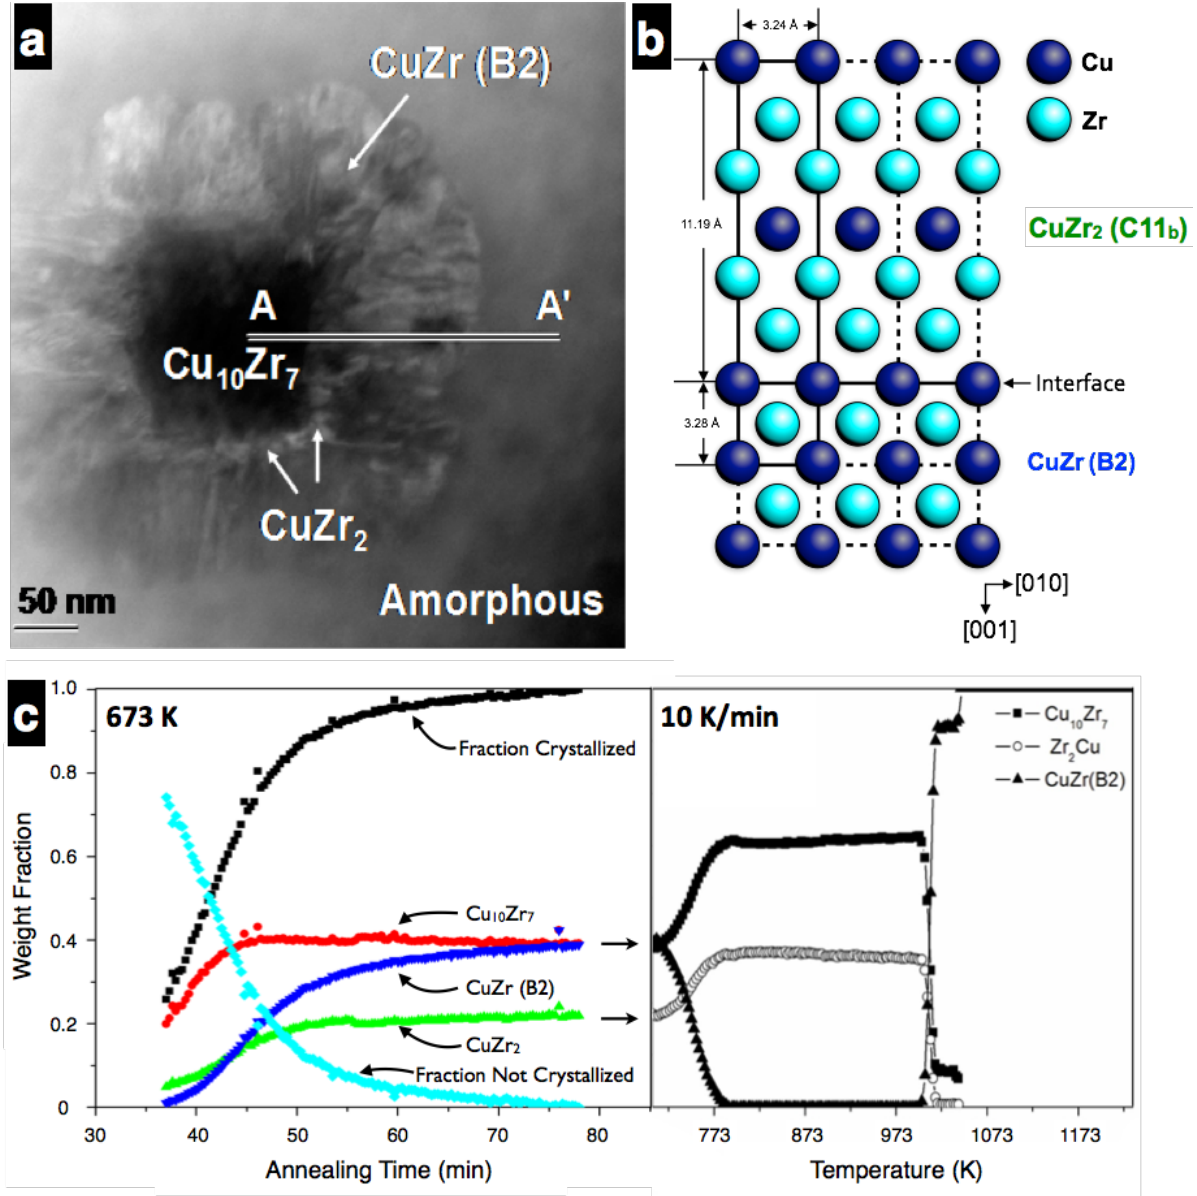 a
CuZr (B2)
A
A'
Cu10Zr7
CuZr2
Amorphous
50 nm
b
3.24 Å
Cu
Zr
11.19 Å
CuZr2 (C11b)
Interface
3.28 Å
CuZr (B2)
[010]
[001]
c
673 K
Fraction Crystallized
Cu10Zr7
CuZr (B2)
CuZr2
Fraction Not Crystallized
Weight Fraction
1.0
0.8
0.6
0.4
0.2
0
30 40 50 60 70 80
Annealing Time (min)
10 K/min
Cu10Zr7
Zr2Cu
CuZr(B2)
773 873 973 1073 1173
Temperature (K)